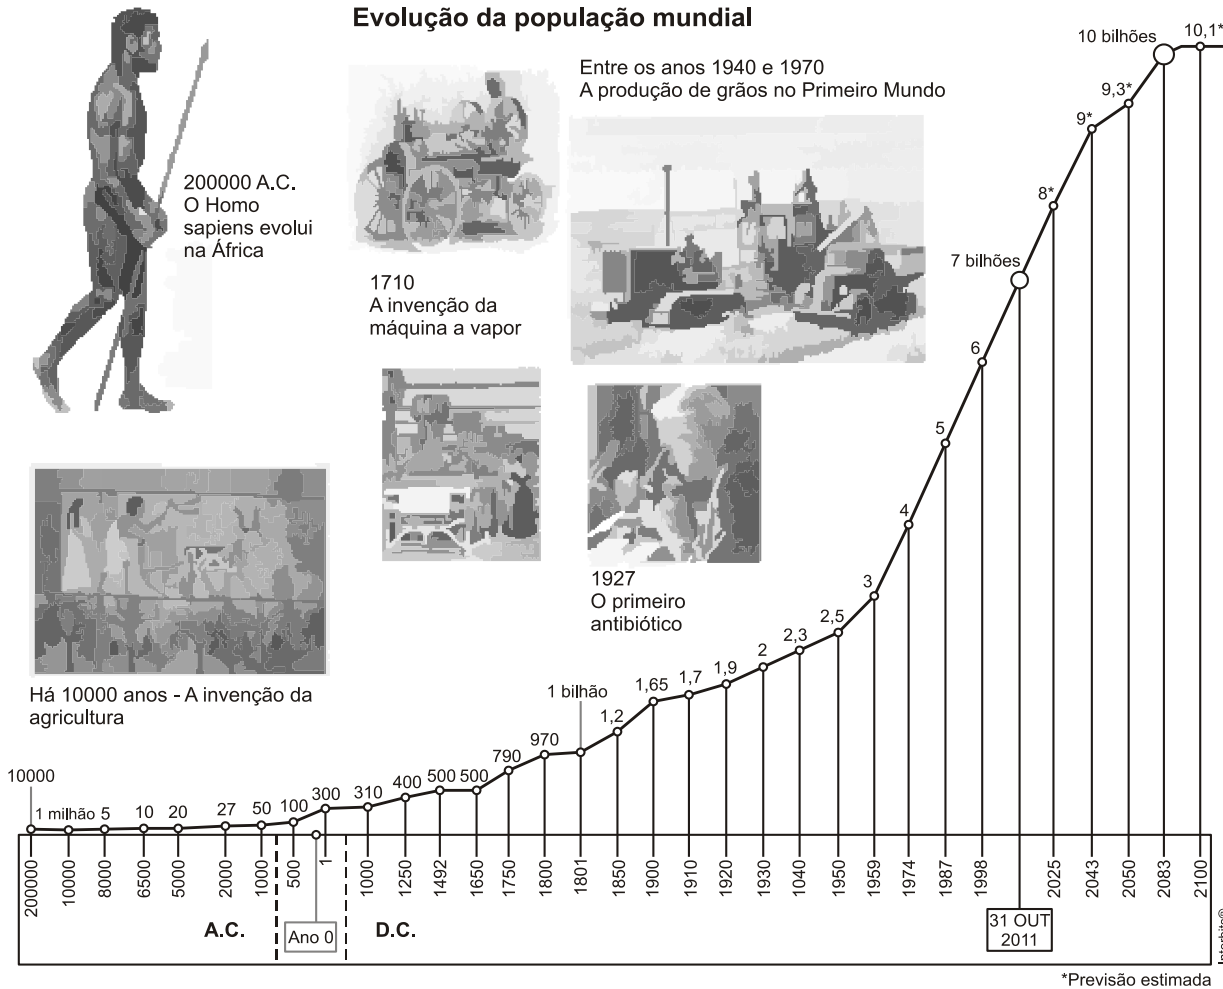 Evolução da população mundial
200000 A.C.
O Homo
sapiens evolui
na África
1710
A invenção da
máquina a vapor
Entre os anos 1940 e 1970
A produção de grãos no Primeiro Mundo
Há 10000 anos - A invenção da
agricultura
1927
O primeiro
antibiótico
10000
1 milhão 5 10 20 27 50 100 300 310 400 500 500 790 970
1 bilhão
1,2 1,65 1,7 1,9 2 2,3 2,5 3 4 5 6
7 bilhões
8* 9* 9,3*
10 bilhões
10,1*
200000 10000 8000 6500 5000 2000 1000 500 1 1000 1250 1492 1650 1750 1800 1801 1850 1900 1910 1920 1930 1040 1950 1959 1974 1987 1998 2025 2043 2050 2083 2100
A.C.
Ano 0
D.C.
31 OUT
2011
*Previsão estimada